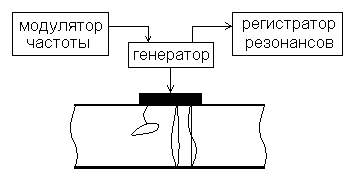 модулятор
частоты
генератор
регистратор
резонансов